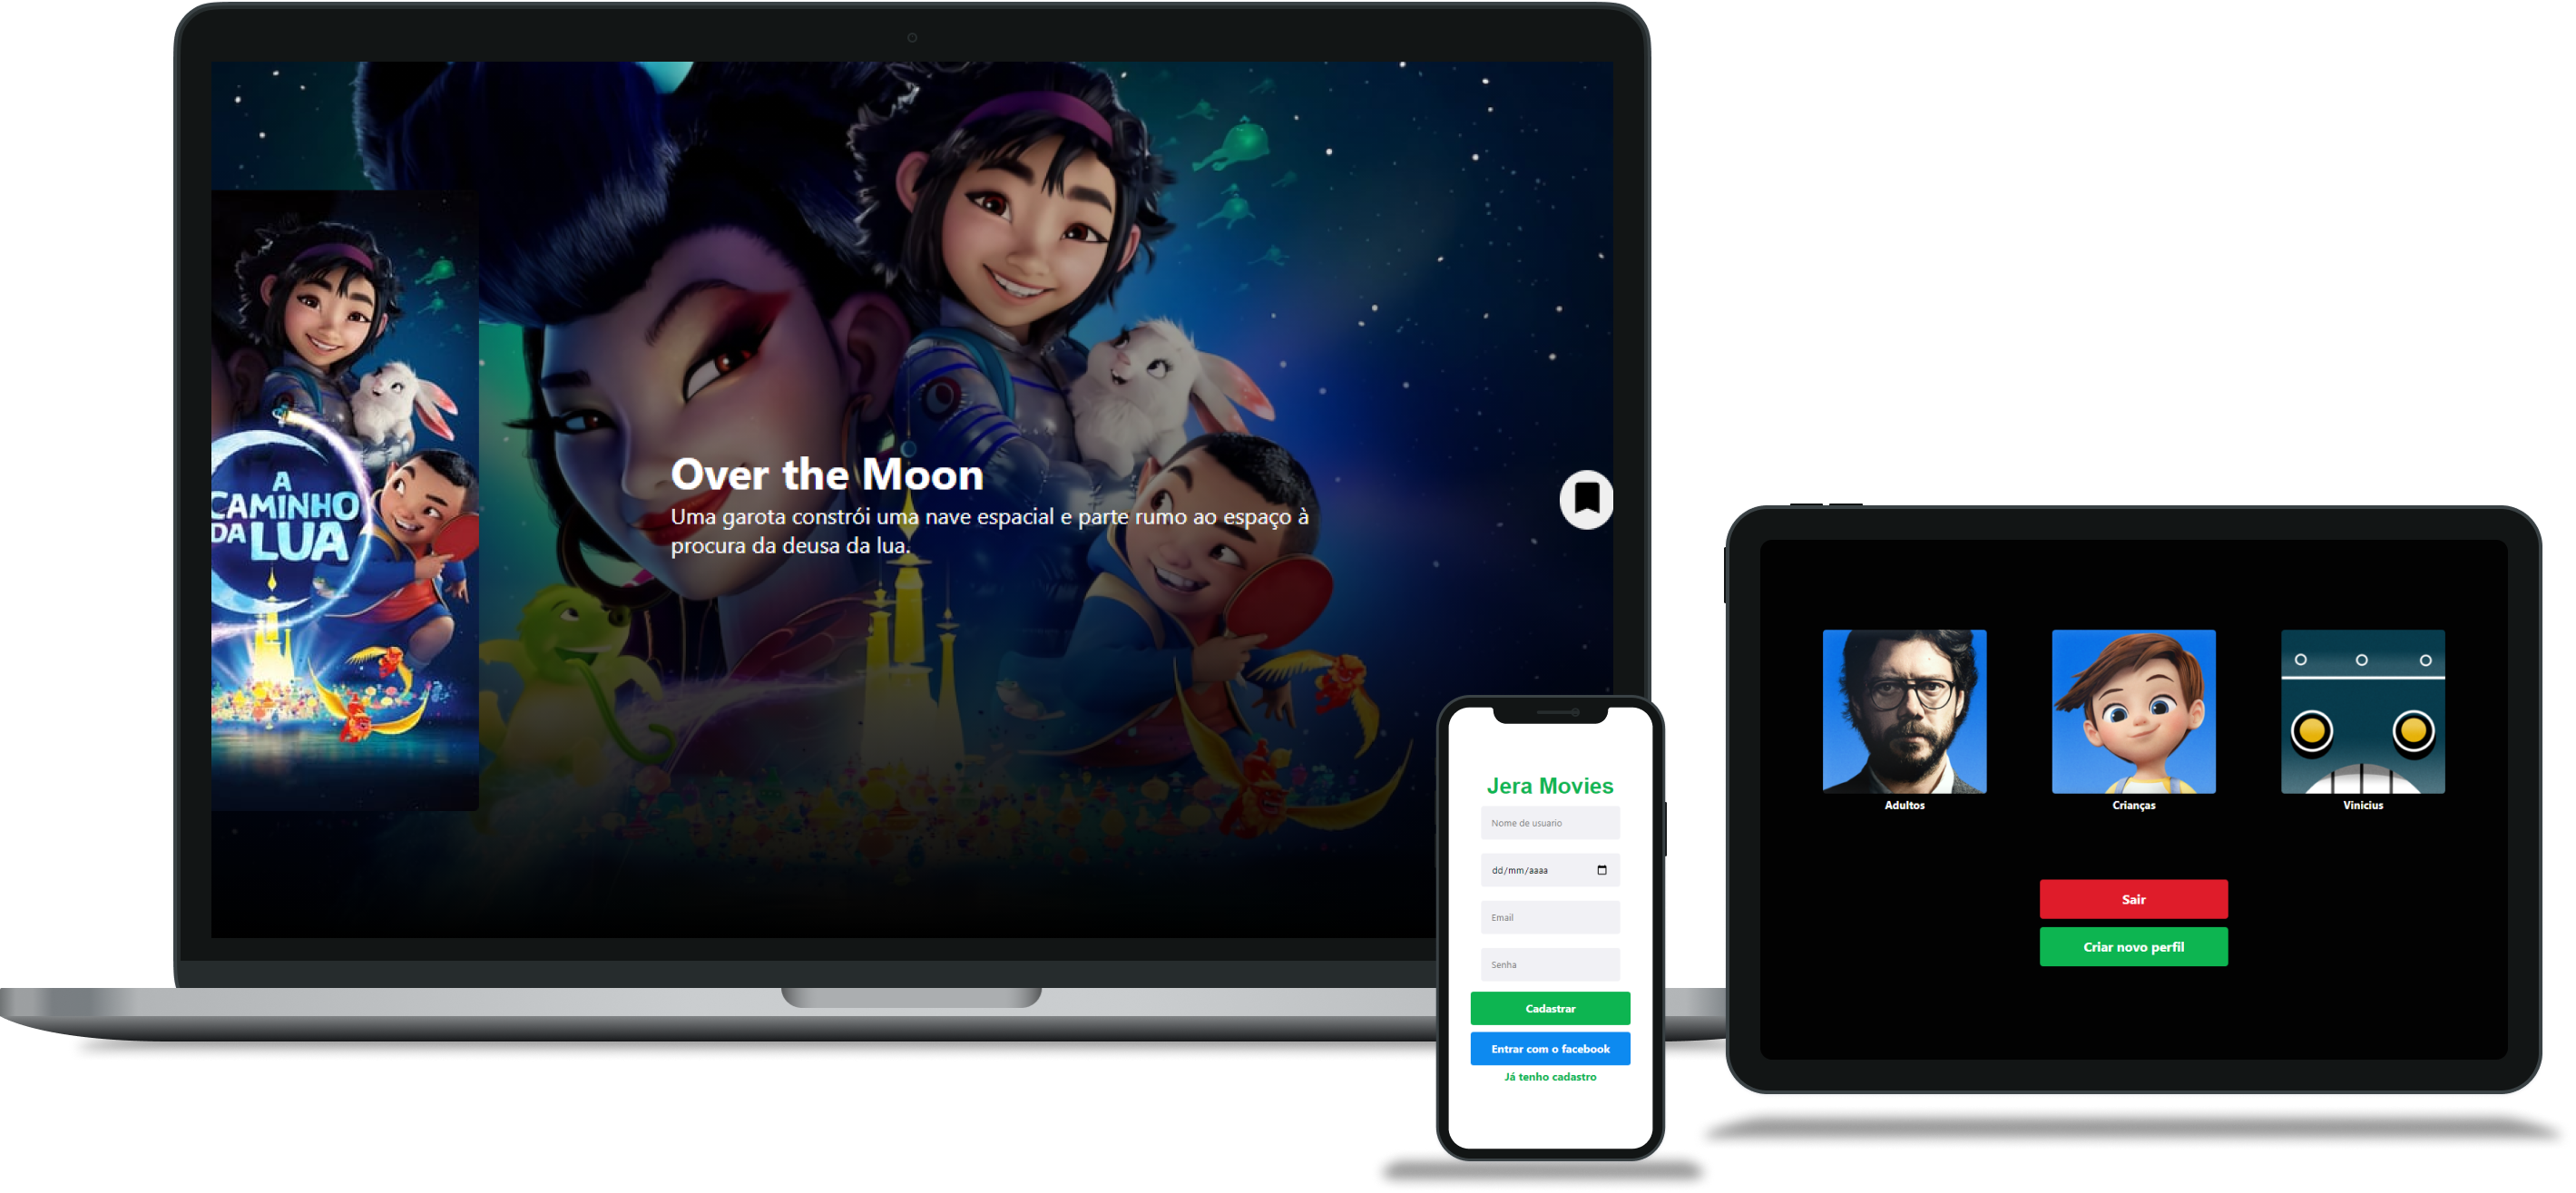 A
CAMINHO
DA LUA
Over the Moon
Uma garota constrói uma nave espacial e parte rumo ao espaço à
procura da deusa da lua.
Jera Movies
Nome de usuario
dd/mm/aaaa
Email
Senha
Cadastrar
Entrar com o facebook
Já tenho cadastro
Adultos
Crianças
Vinicius
Sair
Criar novo perfil